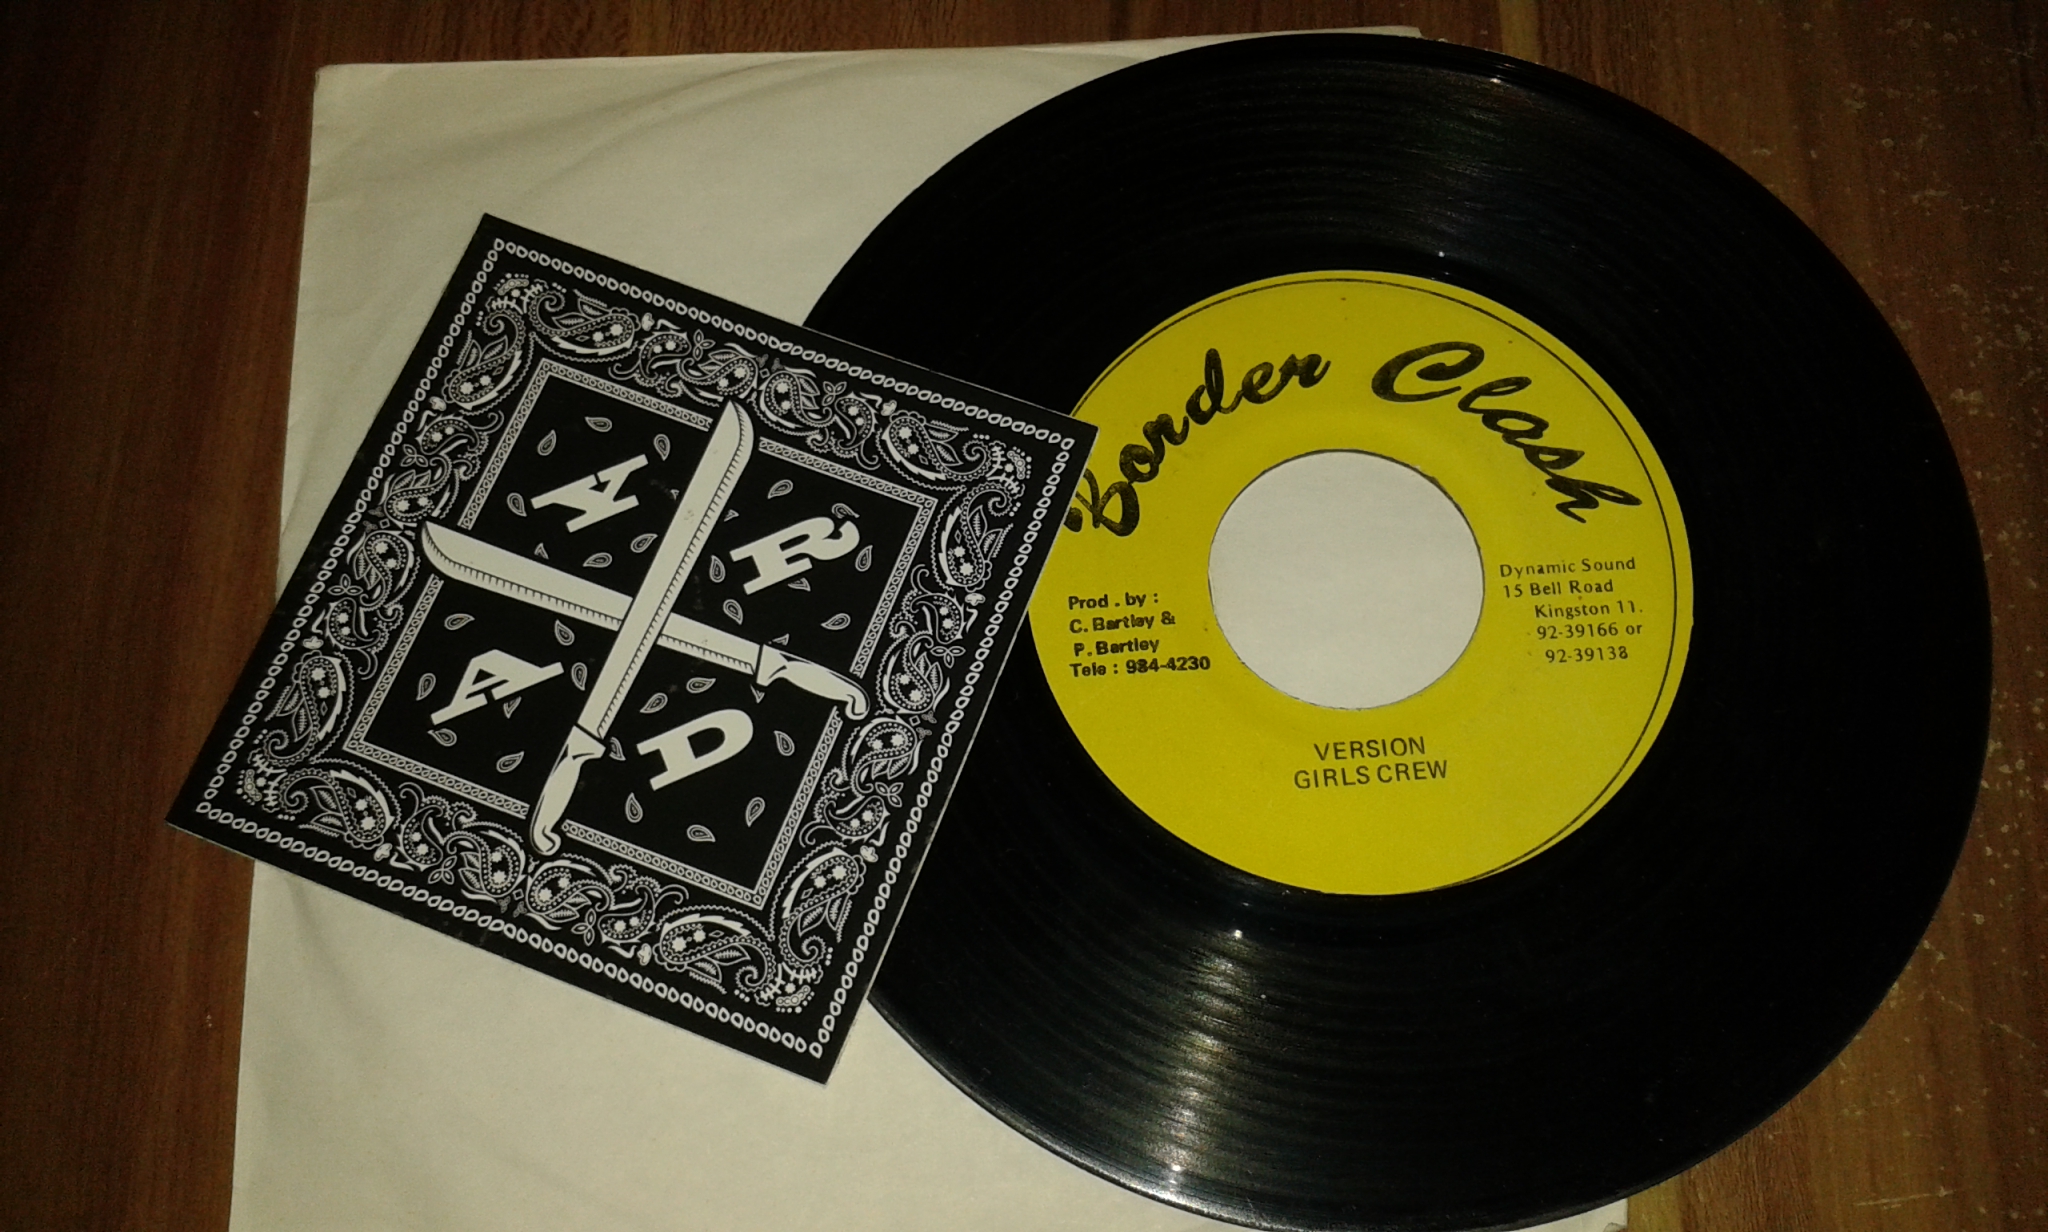 A R
A D
Border Clash
Prod . by :
C. Bartley &
P. Bartley
Tele : 984-4230
Dynamic Sound
15 Bell Road
Kingston 11.
92-39166 or
92-39138
VERSION
GIRLS CREW